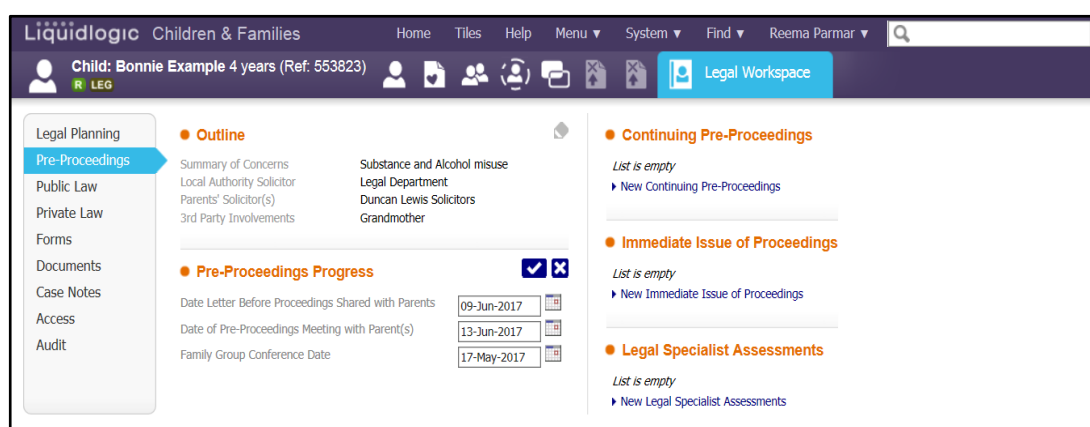 Liquidlogic Children & Families Home Tiles Help Menu ▼ System ▼ Find ▼ Reema Parmar ▼
Child: Bonnie Example 4 years (Ref: 553823)
R LEG
Legal Workspace
Legal Planning
Pre-Proceedings
Public Law
Private Law
Forms
Documents
Case Notes
Access
Audit
Outline
Summary of Concerns Substance and Alcohol misuse
Local Authority Solicitor Legal Department
Parents' Solicitor(s) Duncan Lewis Solicitors
3rd Party Involvements Grandmother
Pre-Proceedings Progress
Date Letter Before Proceedings Shared with Parents 09-Jun-2017
Date of Pre-Proceedings Meeting with Parent(s) 13-Jun-2017
Family Group Conference Date 17-May-2017
Continuing Pre-Proceedings
List is empty
New Continuing Pre-Proceedings
Immediate Issue of Proceedings
List is empty
New Immediate Issue of Proceedings
Legal Specialist Assessments
List is empty
New Legal Specialist Assessments